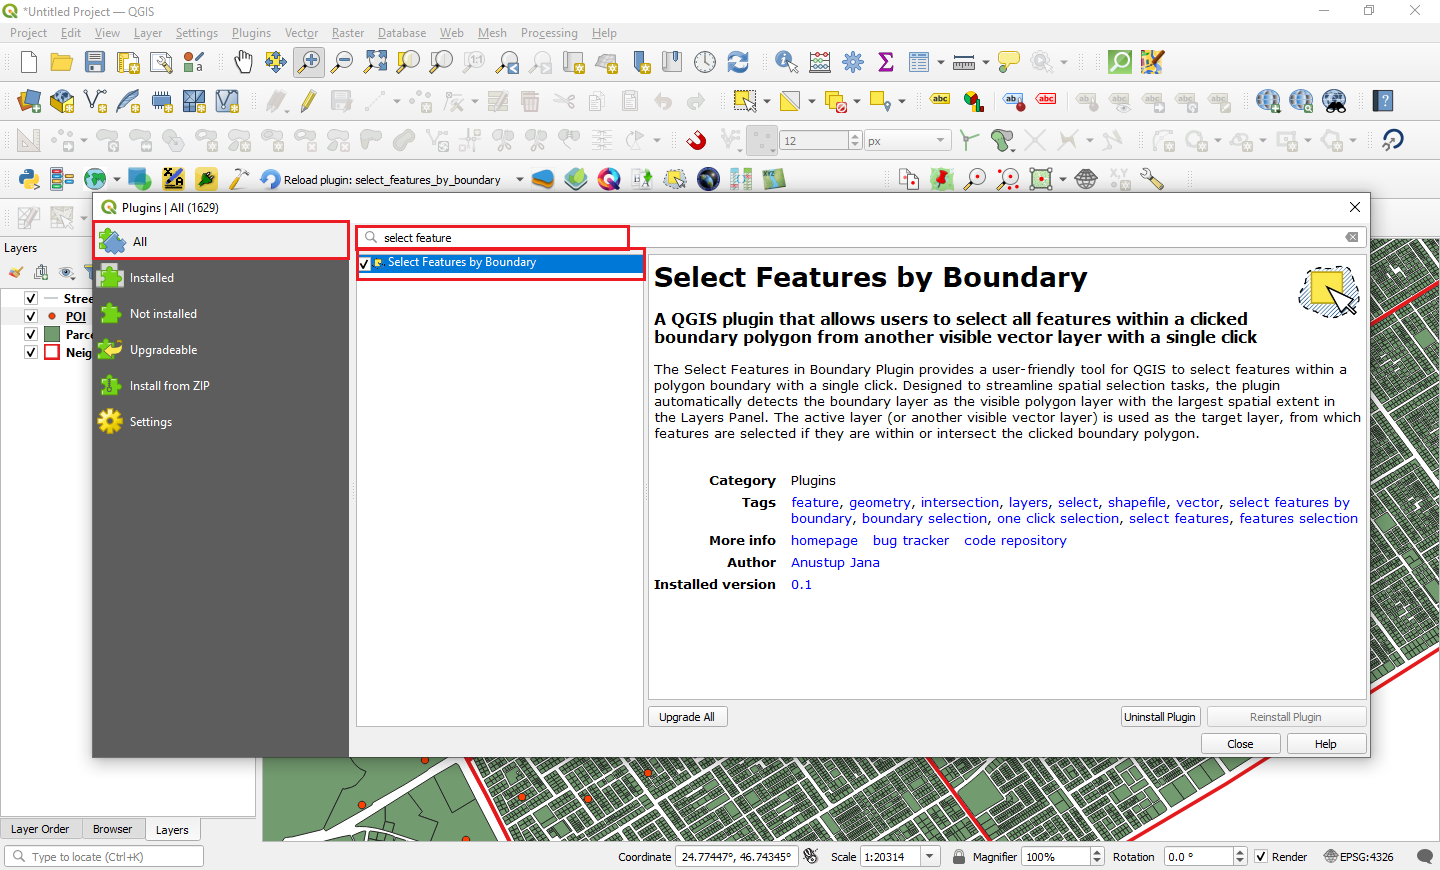 *Untitled Project — QGIS
Project Edit View Layer Settings Plugins Vector Raster Database Web Mesh Processing Help
12 px
Reload plugin: select_features_by_boundary
Plugins | All (1629)
Layers
Stree
POI
Parce
Neig
All
Installed
Not installed
Upgradeable
Install from ZIP
Settings
select feature
Select Features by Boundary
Select Features by Boundary
A QGIS plugin that allows users to select all features within a clicked
boundary polygon from another visible vector layer with a single click
The Select Features in Boundary Plugin provides a user-friendly tool for QGIS to select features within a
polygon boundary with a single click. Designed to streamline spatial selection tasks, the plugin
automatically detects the boundary layer as the visible polygon layer with the largest spatial extent in
the Layers Panel. The active layer (or another visible vector layer) is used as the target layer, from which
features are selected if they are within or intersect the clicked boundary polygon.
Category Plugins
Tags feature, geometry, intersection, layers, select, shapefile, vector, select features by
boundary, boundary selection, one click selection, select features, features selection
More info homepage bug tracker code repository
Author Anustup Jana
Installed version 0.1
Upgrade All Uninstall Plugin Reinstall Plugin
Close Help
Layer Order Browser Layers
Type to locate (Ctrl+K) Coordinate 24.77447°, 46.74345° Scale 1:20314 Magnifier 100% Rotation 0.0 ° Render EPSG:4326